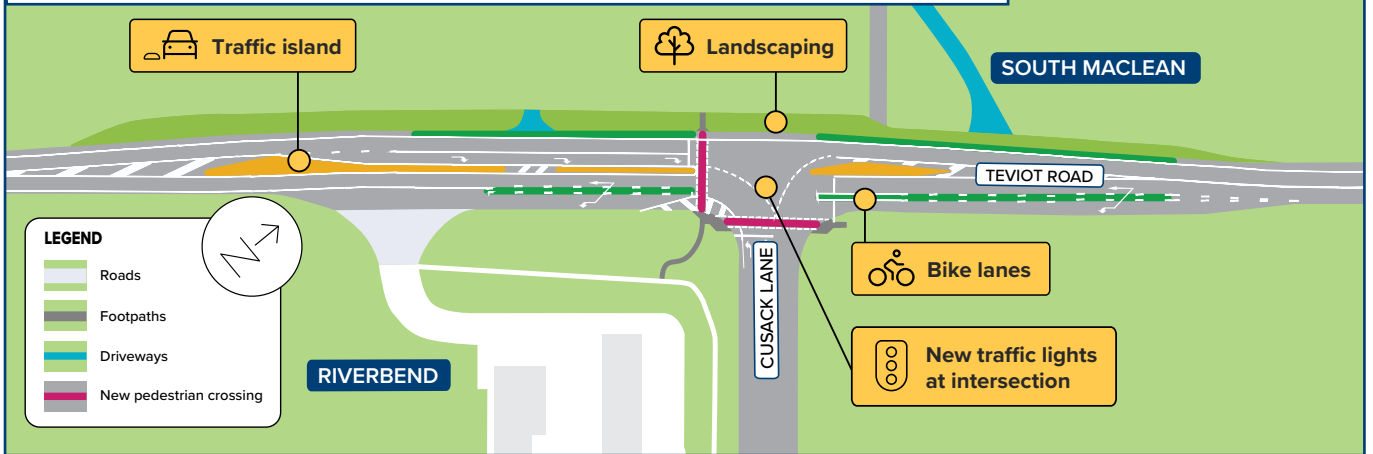 Traffic island
Landscaping
SOUTH MACLEAN
TEVIOT ROAD
LEGEND
Roads
Footpaths
Driveways
New pedestrian crossing
N
RIVERBEND
CUSACK LANE
Bike lanes
New traffic lights
at intersection